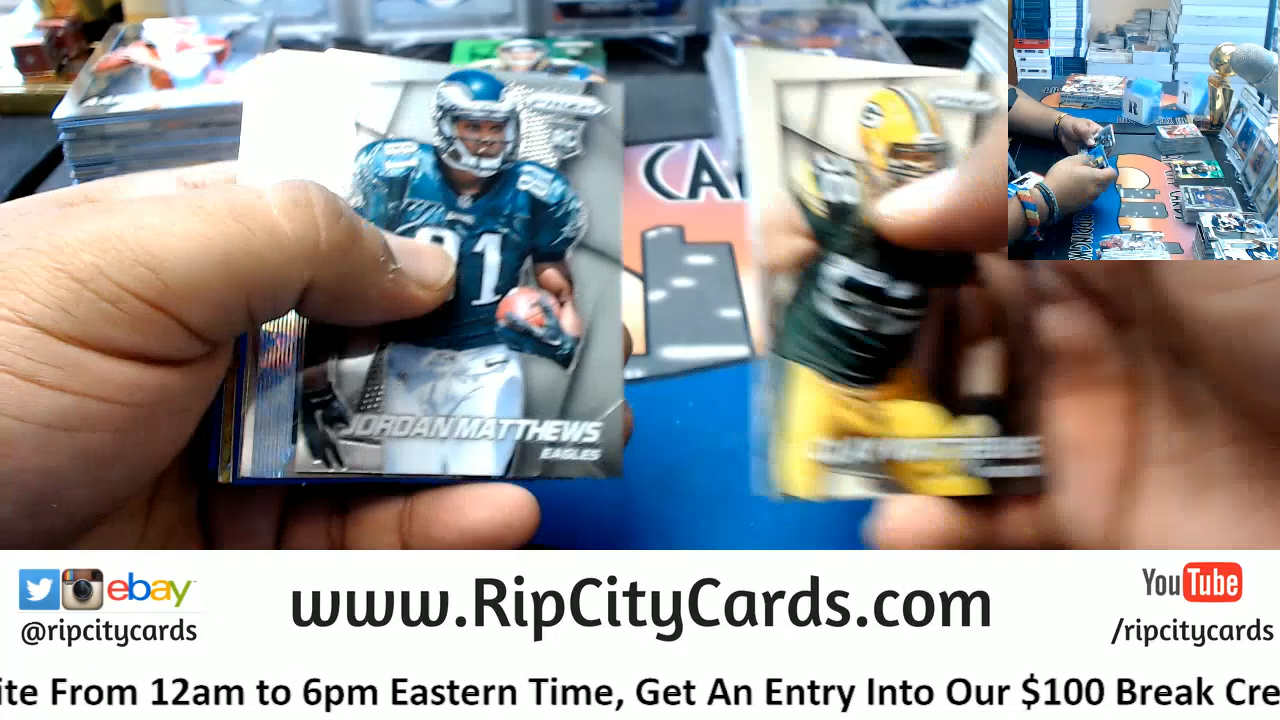 81
JORDAN MATTHEWS
EAGLES
G
CA
ebay
@ripcitycards
www.RipCityCards.com
YouTube
/ripcitycards
ite From 12am to 6pm Eastern Time, Get An Entry Into Our $100 Break Cre